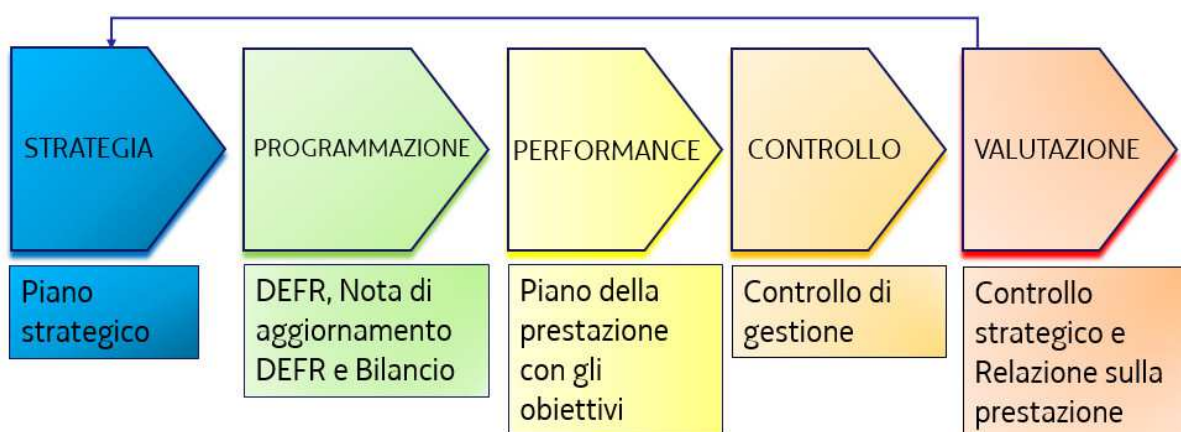 STRATEGIA
PROGRAMMAZIONE
PERFORMANCE
CONTROLLO
VALUTAZIONE
Piano
strategico
DEFR, Nota di
aggiornamento
DEFR e Bilancio
Piano della
prestazione
con gli
obiettivi
Controllo di
gestione
Controllo
strategico e
Relazione sulla
prestazione